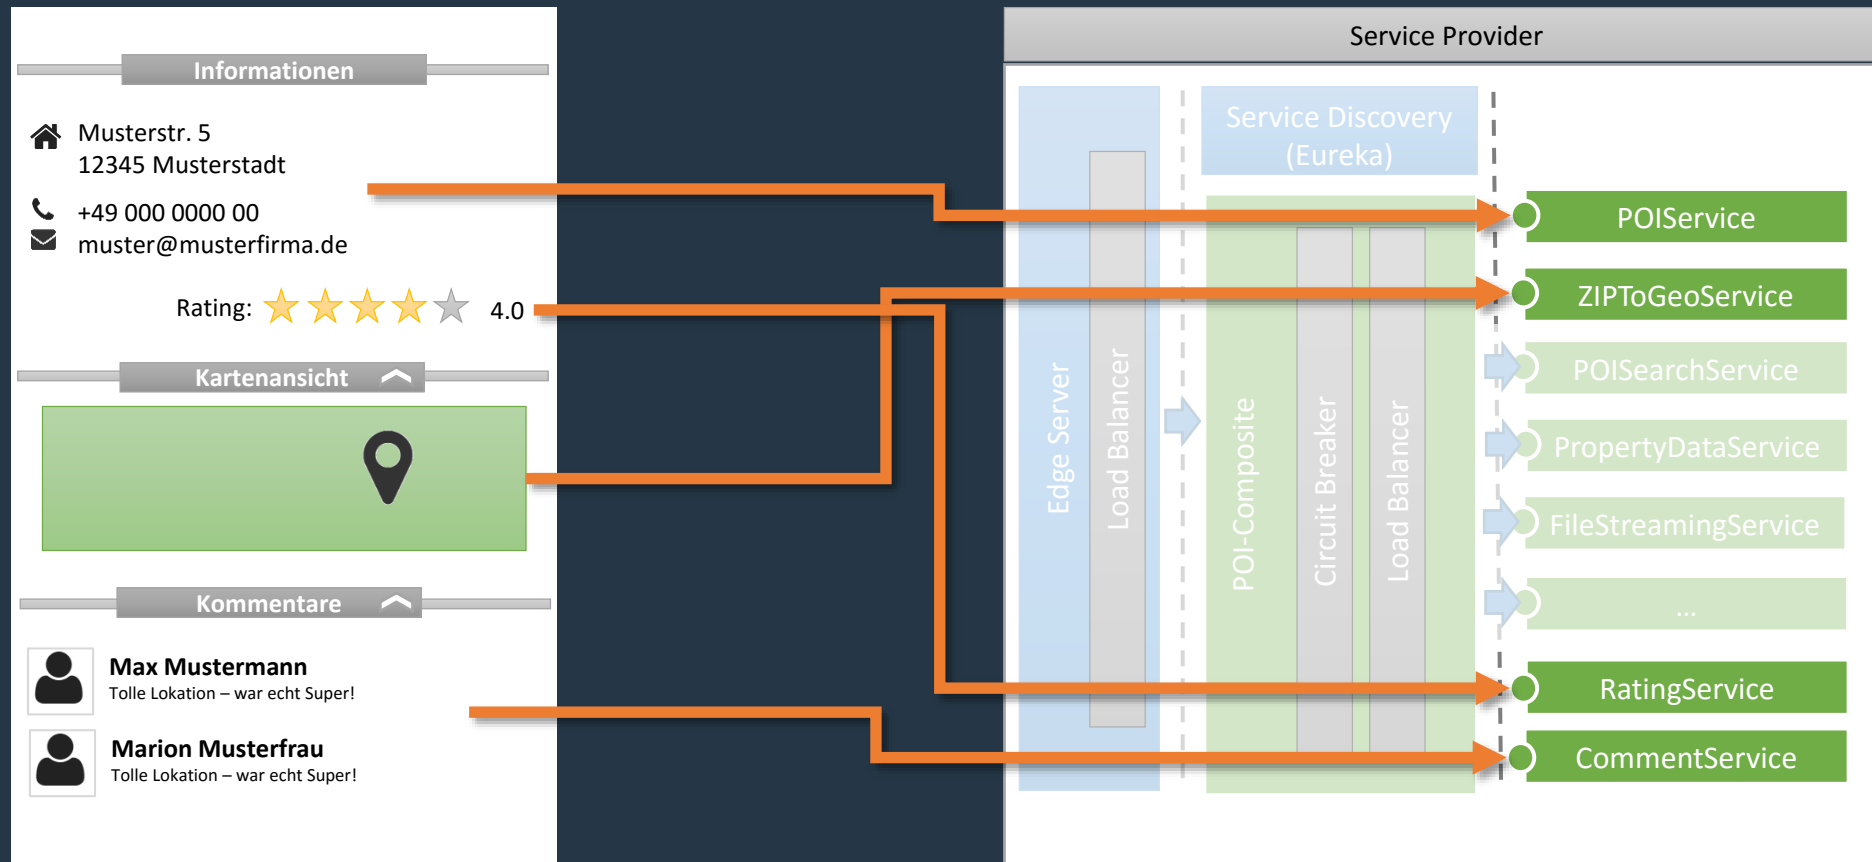 Informationen
Musterstr. 5
12345 Musterstadt
+49 000 0000 00
muster@musterfirma.de
Rating:
4.0
Kartenansicht
Kommentare
Max Mustermann
Tolle Lokation – war echt Super!
Marion Musterfrau
Tolle Lokation – war echt Super!
Service Provider
Edge Server
Load Balancer
Service Discovery
(Eureka)
POI-Composite
Circuit Breaker
Load Balancer
POIService
ZIPToGeoService
POISearchService
PropertyDataService
FileStreamingService
...
RatingService
CommentService